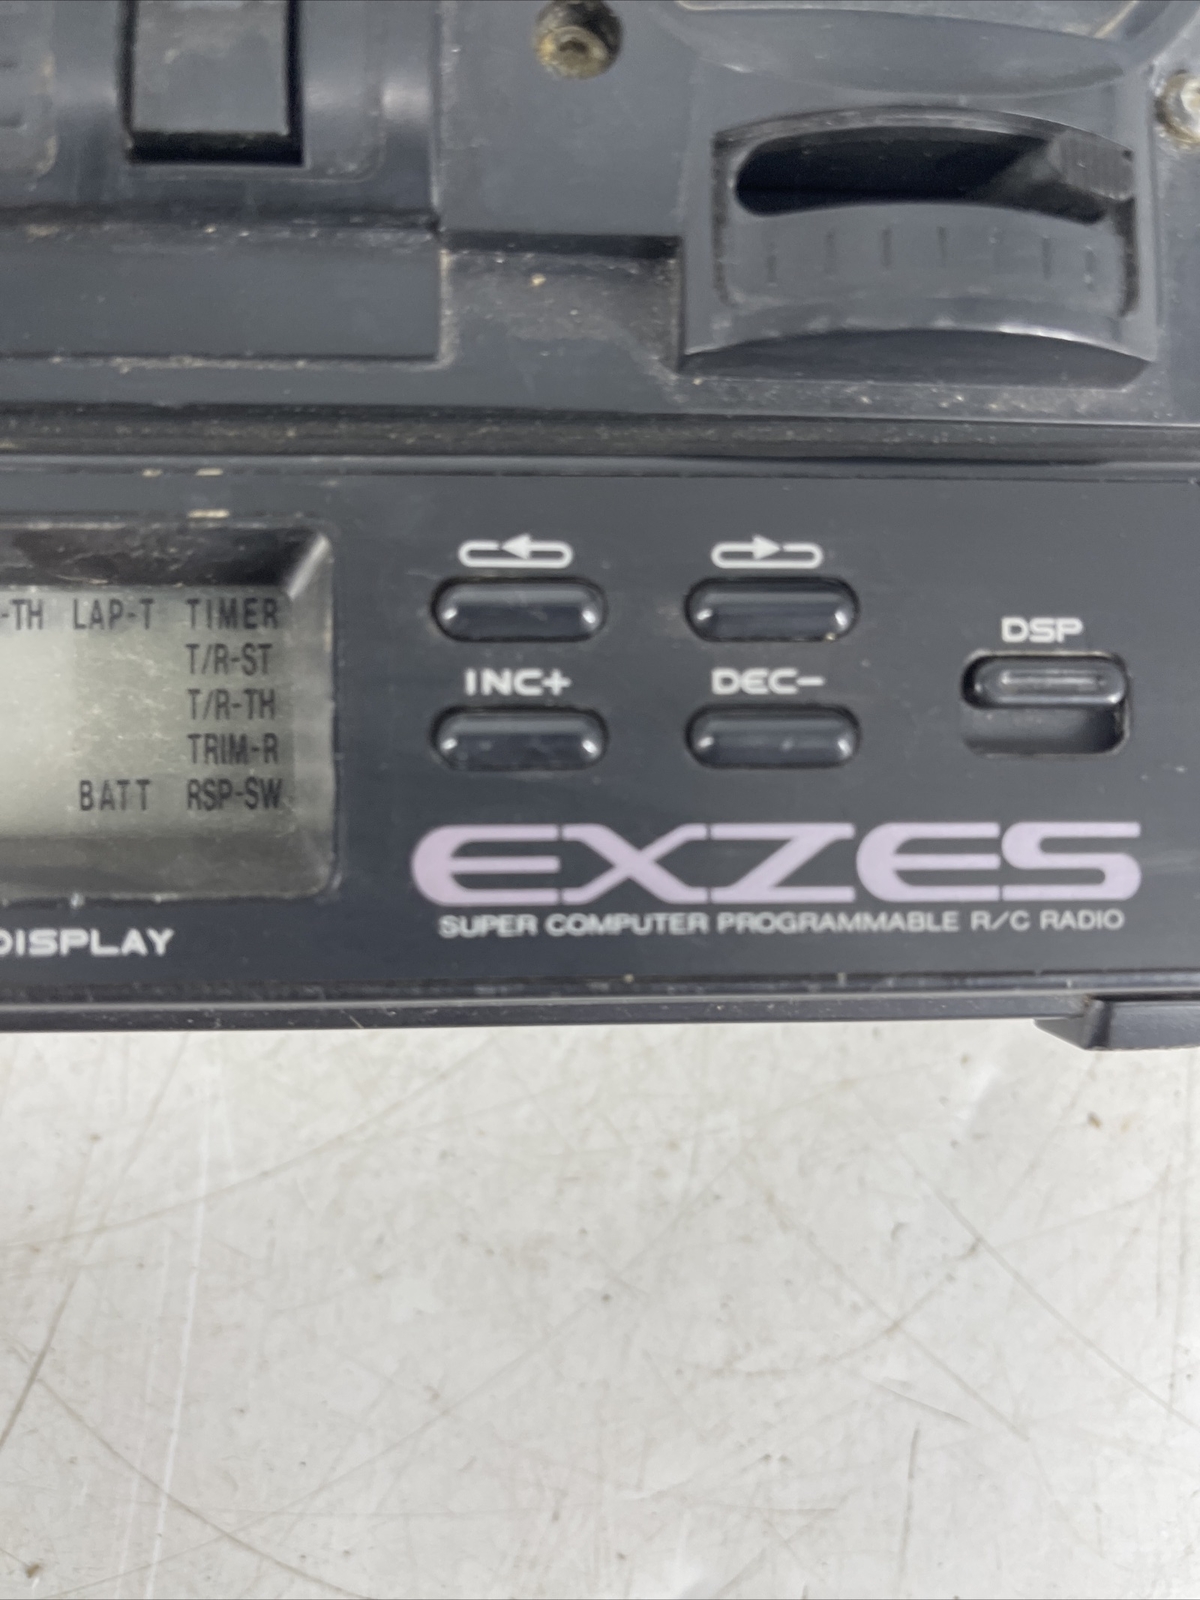 -TH LAP-T TIMER
T/R-ST
T/R-TH
TRIM-R
BATT RSP-SW
DISPLAY
INC+ DEC-
DSP
EXZES
SUPER COMPUTER PROGRAMMABLE R/C RADIO